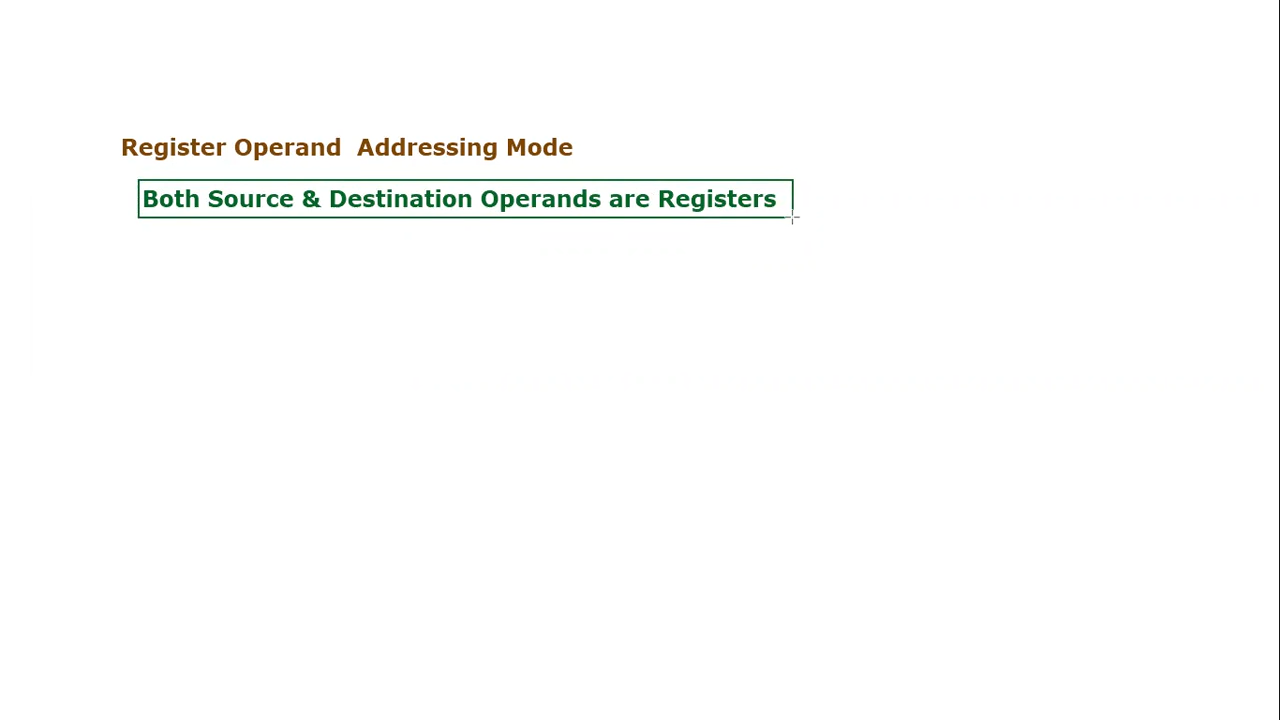 Register Operand  Addressing Mode
Both Source & Destination Operands are Registers